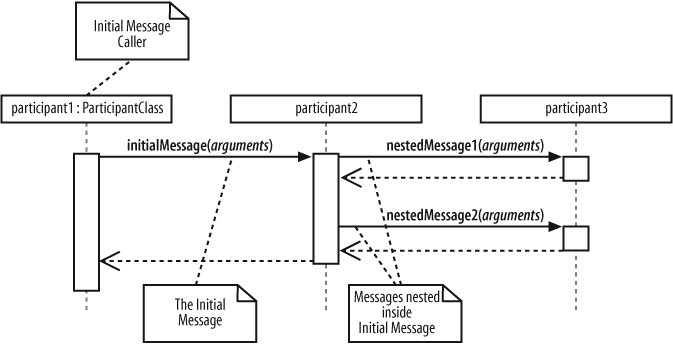 Initial Message
Caller
participant1 : ParticipantClass
participant2
participant3
initialMessage(arguments)
nestedMessage1(arguments)
nestedMessage2(arguments)
The Initial
Message
Messages nested
inside
Initial Message